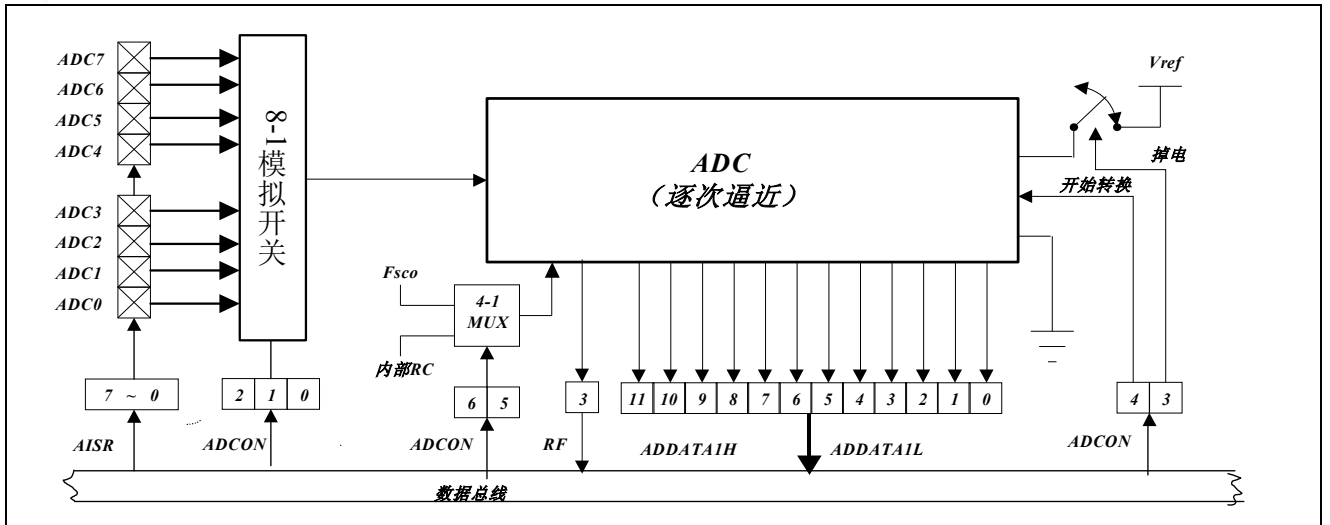 ADC7
ADC6
ADC5
ADC4
ADC3
ADC2
ADC1
ADC0
8-1模拟开关
ADC
（逐次逼近）
Vref
掉电
开始转换
Fsco
4-1
MUX
内部RC
7 ~ 0
2 1 0
6 5
3
11 10 9 8 7 6 5 4 3 2 1 0
4 3
AISR
ADCON
ADCON
RF
ADDATA1H
ADDATA1L
ADCON
数据总线